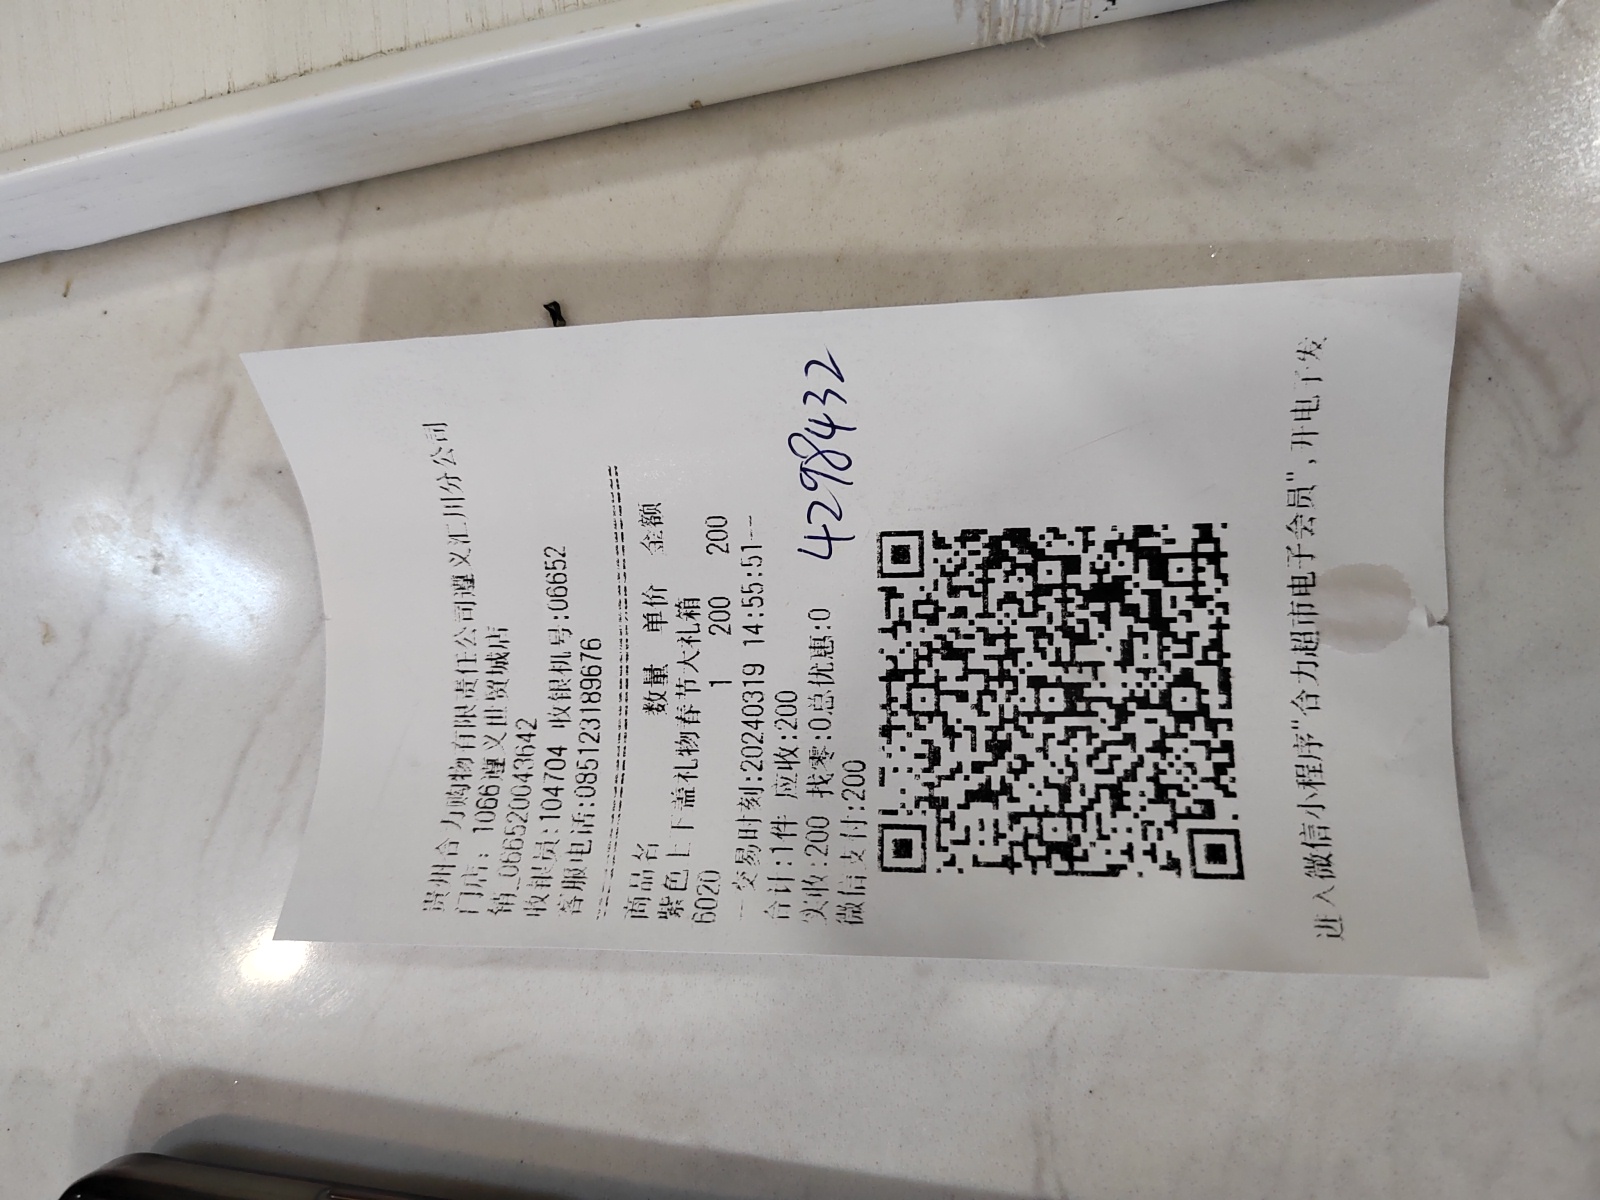 贵州合力购物有限责任公司遵义汇川分公司
门店: 1066遵义世贸城店
销_066520043642
收银员:104704 收银机号:06652
客服电话:085123189676
商品名 数量 单价 金额
紫色上下盖礼物春节大礼箱
6020 1 200 200
--交易时刻:20240319 14:55:51--
合计:1件 应收:200
实收:200 找零:0总优惠:0
微信支付:200
4298432
进入微信小程序"合力超市电子会员",开电子发